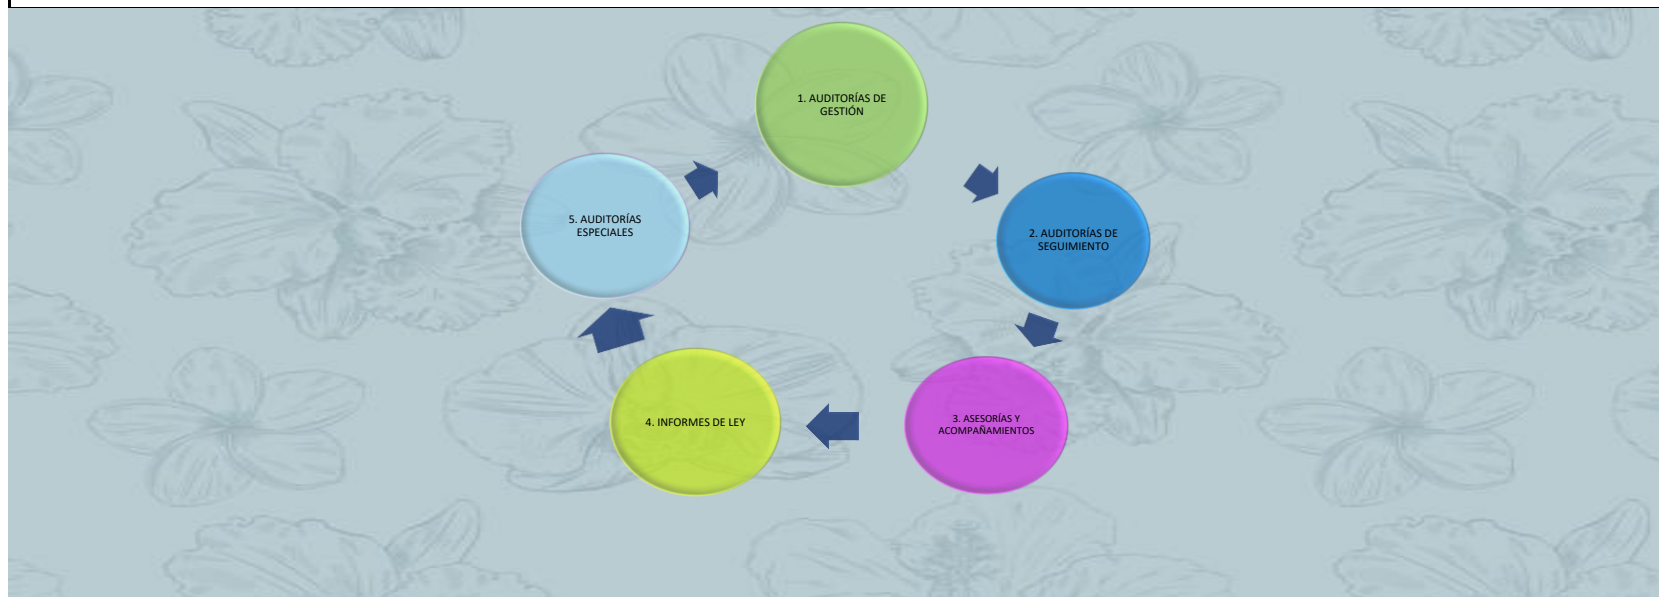 1. AUDITORÍAS DE
GESTIÓN
2. AUDITORÍAS DE
SEGUIMIENTO
3. ASESORÍAS Y
ACOMPAÑAMIENTOS
4. INFORMES DE LEY
5. AUDITORÍAS
ESPECIALES